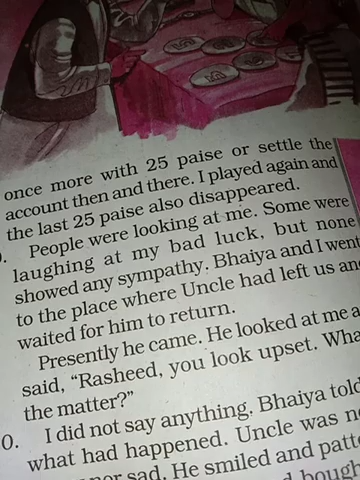 once more with 25 paise or settle the
account then and there. I played again and
the last 25 paise also disappeared.
People were looking at me. Some were
laughing at my bad luck, but none
showed any sympathy. Bhaiya and I went
to the place where Uncle had left us and
waited for him to return.
Presently he came. He looked at me a
said, “Rasheed, you look upset. Wha
the matter?”
0. I did not say anything. Bhaiya told
what had happened. Uncle was n
nor sad. He smiled and patte
d bough